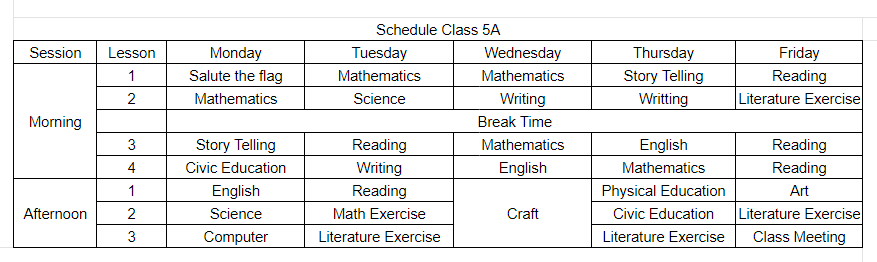 Schedule Class 5A
Session Lesson Monday Tuesday Wednesday Thursday Friday
Morning
1 Salute the flag Mathematics Mathematics Story Telling Reading
2 Mathematics Science Writing Writting Literature Exercise
Break Time
3 Story Telling Reading Mathematics English Reading
4 Civic Education Writing English Mathematics Reading
Afternoon
1 English Reading Craft Physical Education Art
2 Science Math Exercise Civic Education Literature Exercise
3 Computer Literature Exercise Literature Exercise Class Meeting